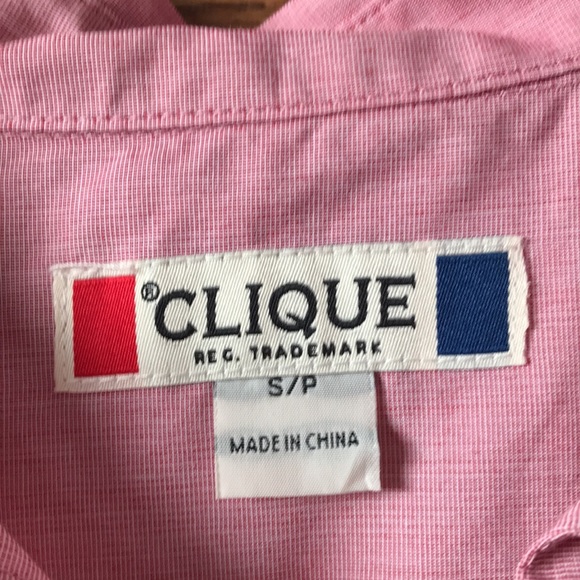 ®CLIQUE
REG. TRADEMARK
S/P
MADE IN CHINA